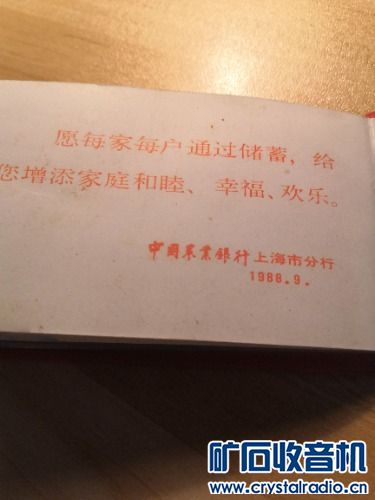 愿每家每户通过储蓄，给
您增添家庭和睦、幸福、欢乐。
中国农业银行上海市分行
1988.9.
矿石收音机
www.crystalradio.cn